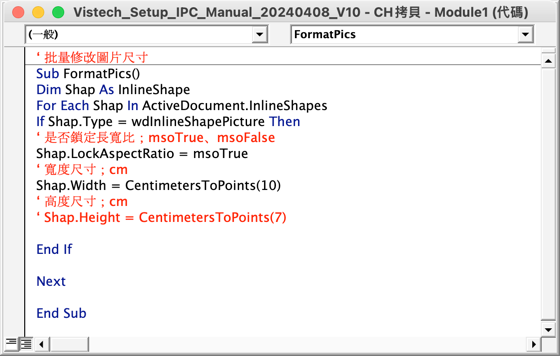 Vistech_Setup_IPC_Manual_20240408_V10 - CH拷貝 - Module1 (代碼)
(一般)
FormatPics
‘ 批量修改圖片尺寸
Sub FormatPics()
Dim Shap As InlineShape
For Each Shap In ActiveDocument.InlineShapes
If Shap.Type = wdInlineShapePicture Then
‘ 是否鎖定長寬比；msoTrue、msoFalse
Shap.LockAspectRatio = msoTrue
‘ 寬度尺寸；cm
Shap.Width = CentimetersToPoints(10)
‘ 高度尺寸；cm
‘ Shap.Height = CentimetersToPoints(7)
End If
Next
End Sub